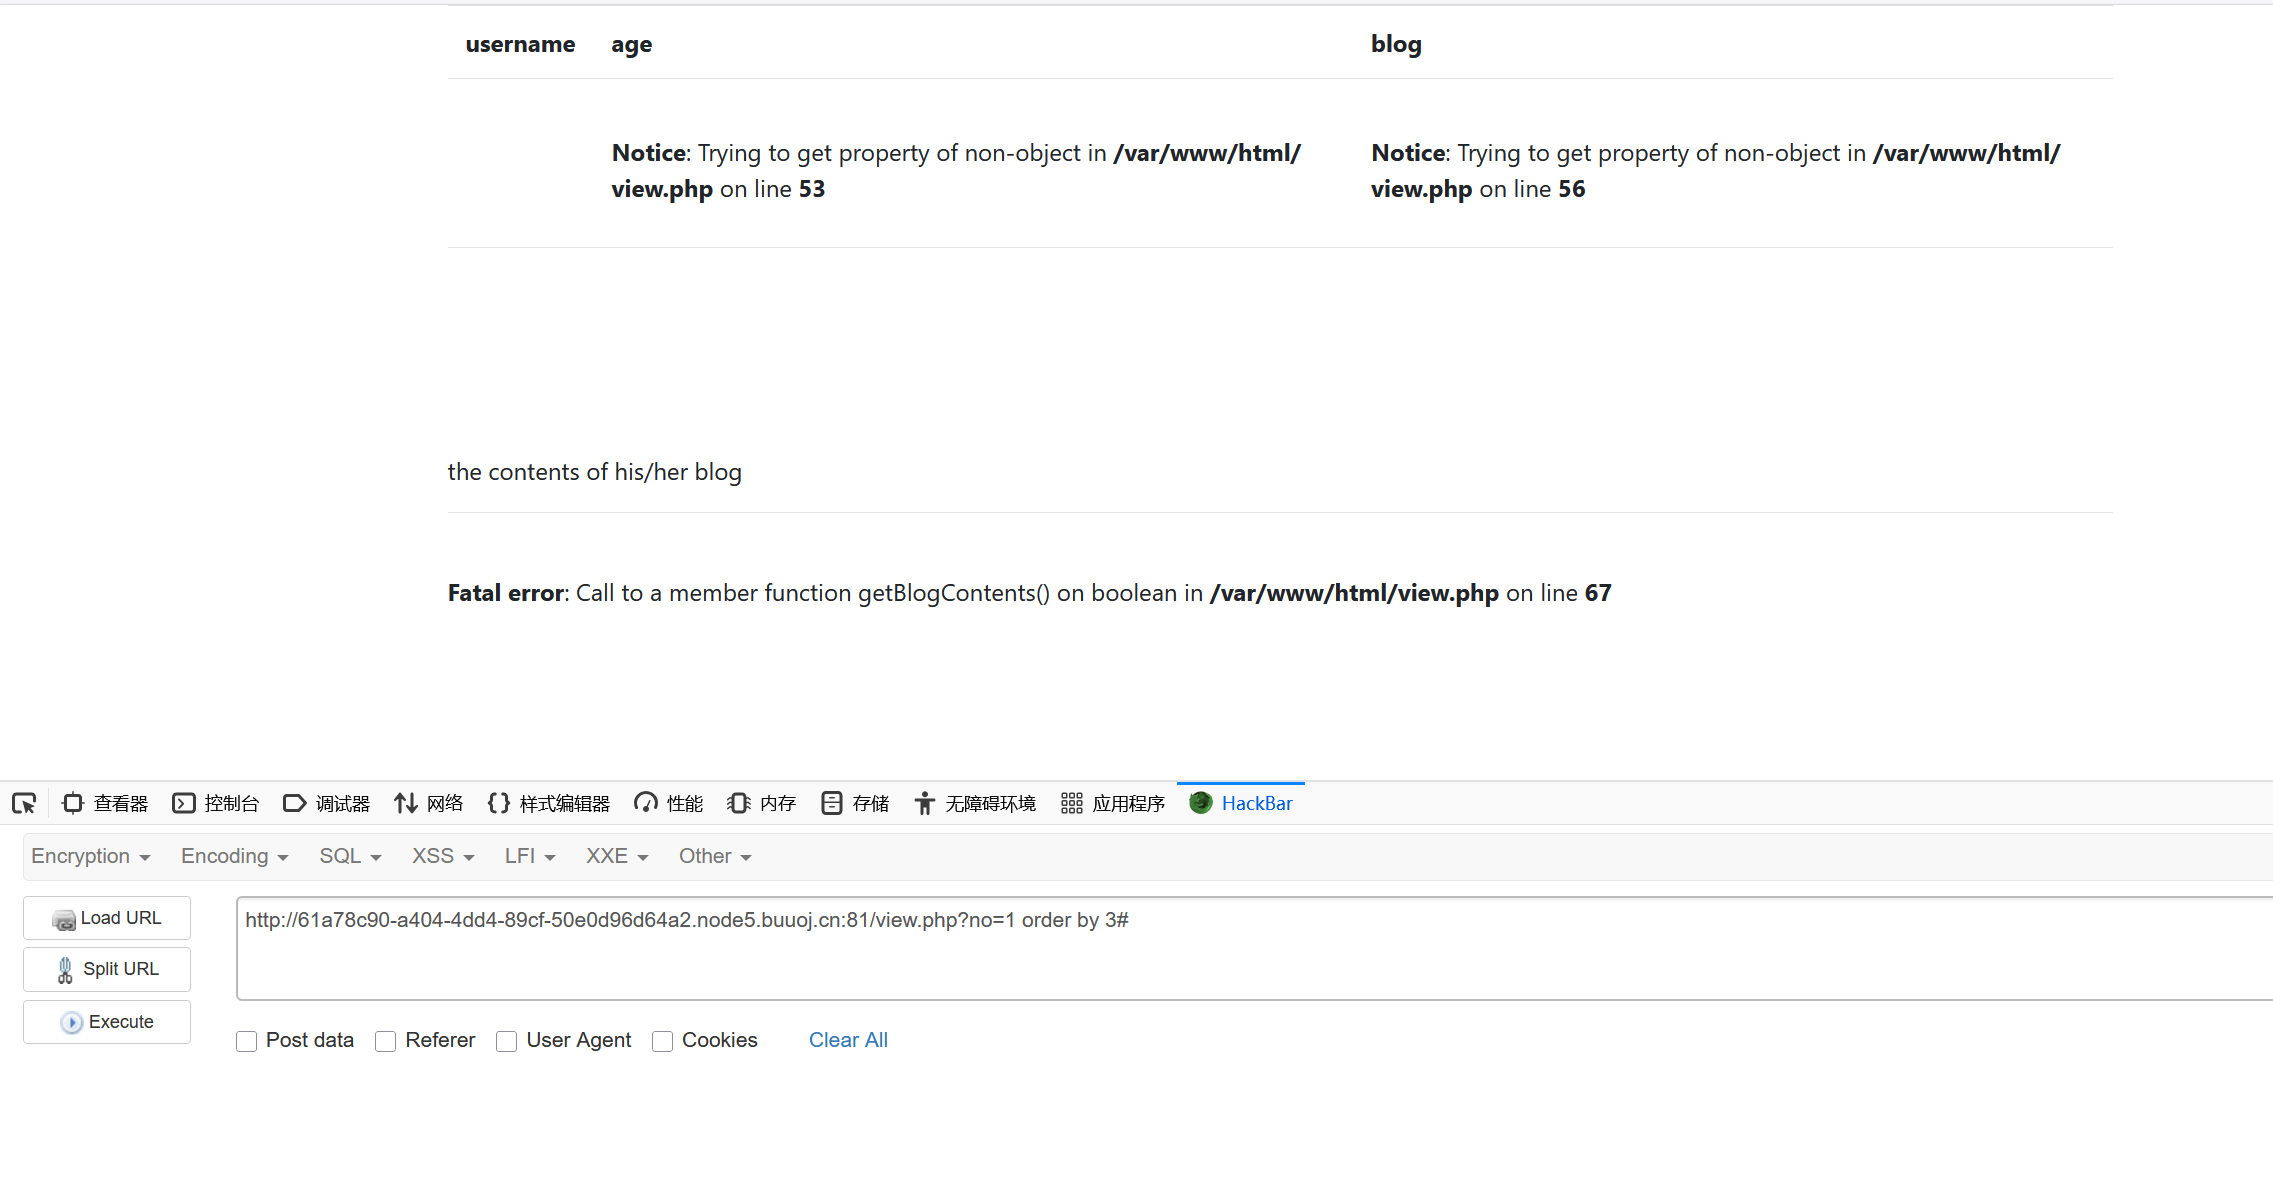 username age blog
Notice: Trying to get property of non-object in /var/www/html/
view.php on line 53
Notice: Trying to get property of non-object in /var/www/html/
view.php on line 56
the contents of his/her blog
Fatal error: Call to a member function getBlogContents() on boolean in /var/www/html/view.php on line 67
查看器 控制台 调试器 网络 样式编辑器 性能 内存 存储 无障碍环境 应用程序 HackBar
Encryption Encoding SQL XSS LFI XXE Other
Load URL
http://61a78c90-a404-4dd4-89cf-50e0d96d64a2.node5.buuoj.cn:81/view.php?no=1 order by 3#
Split URL
Execute
Post data Referer User Agent Cookies Clear All